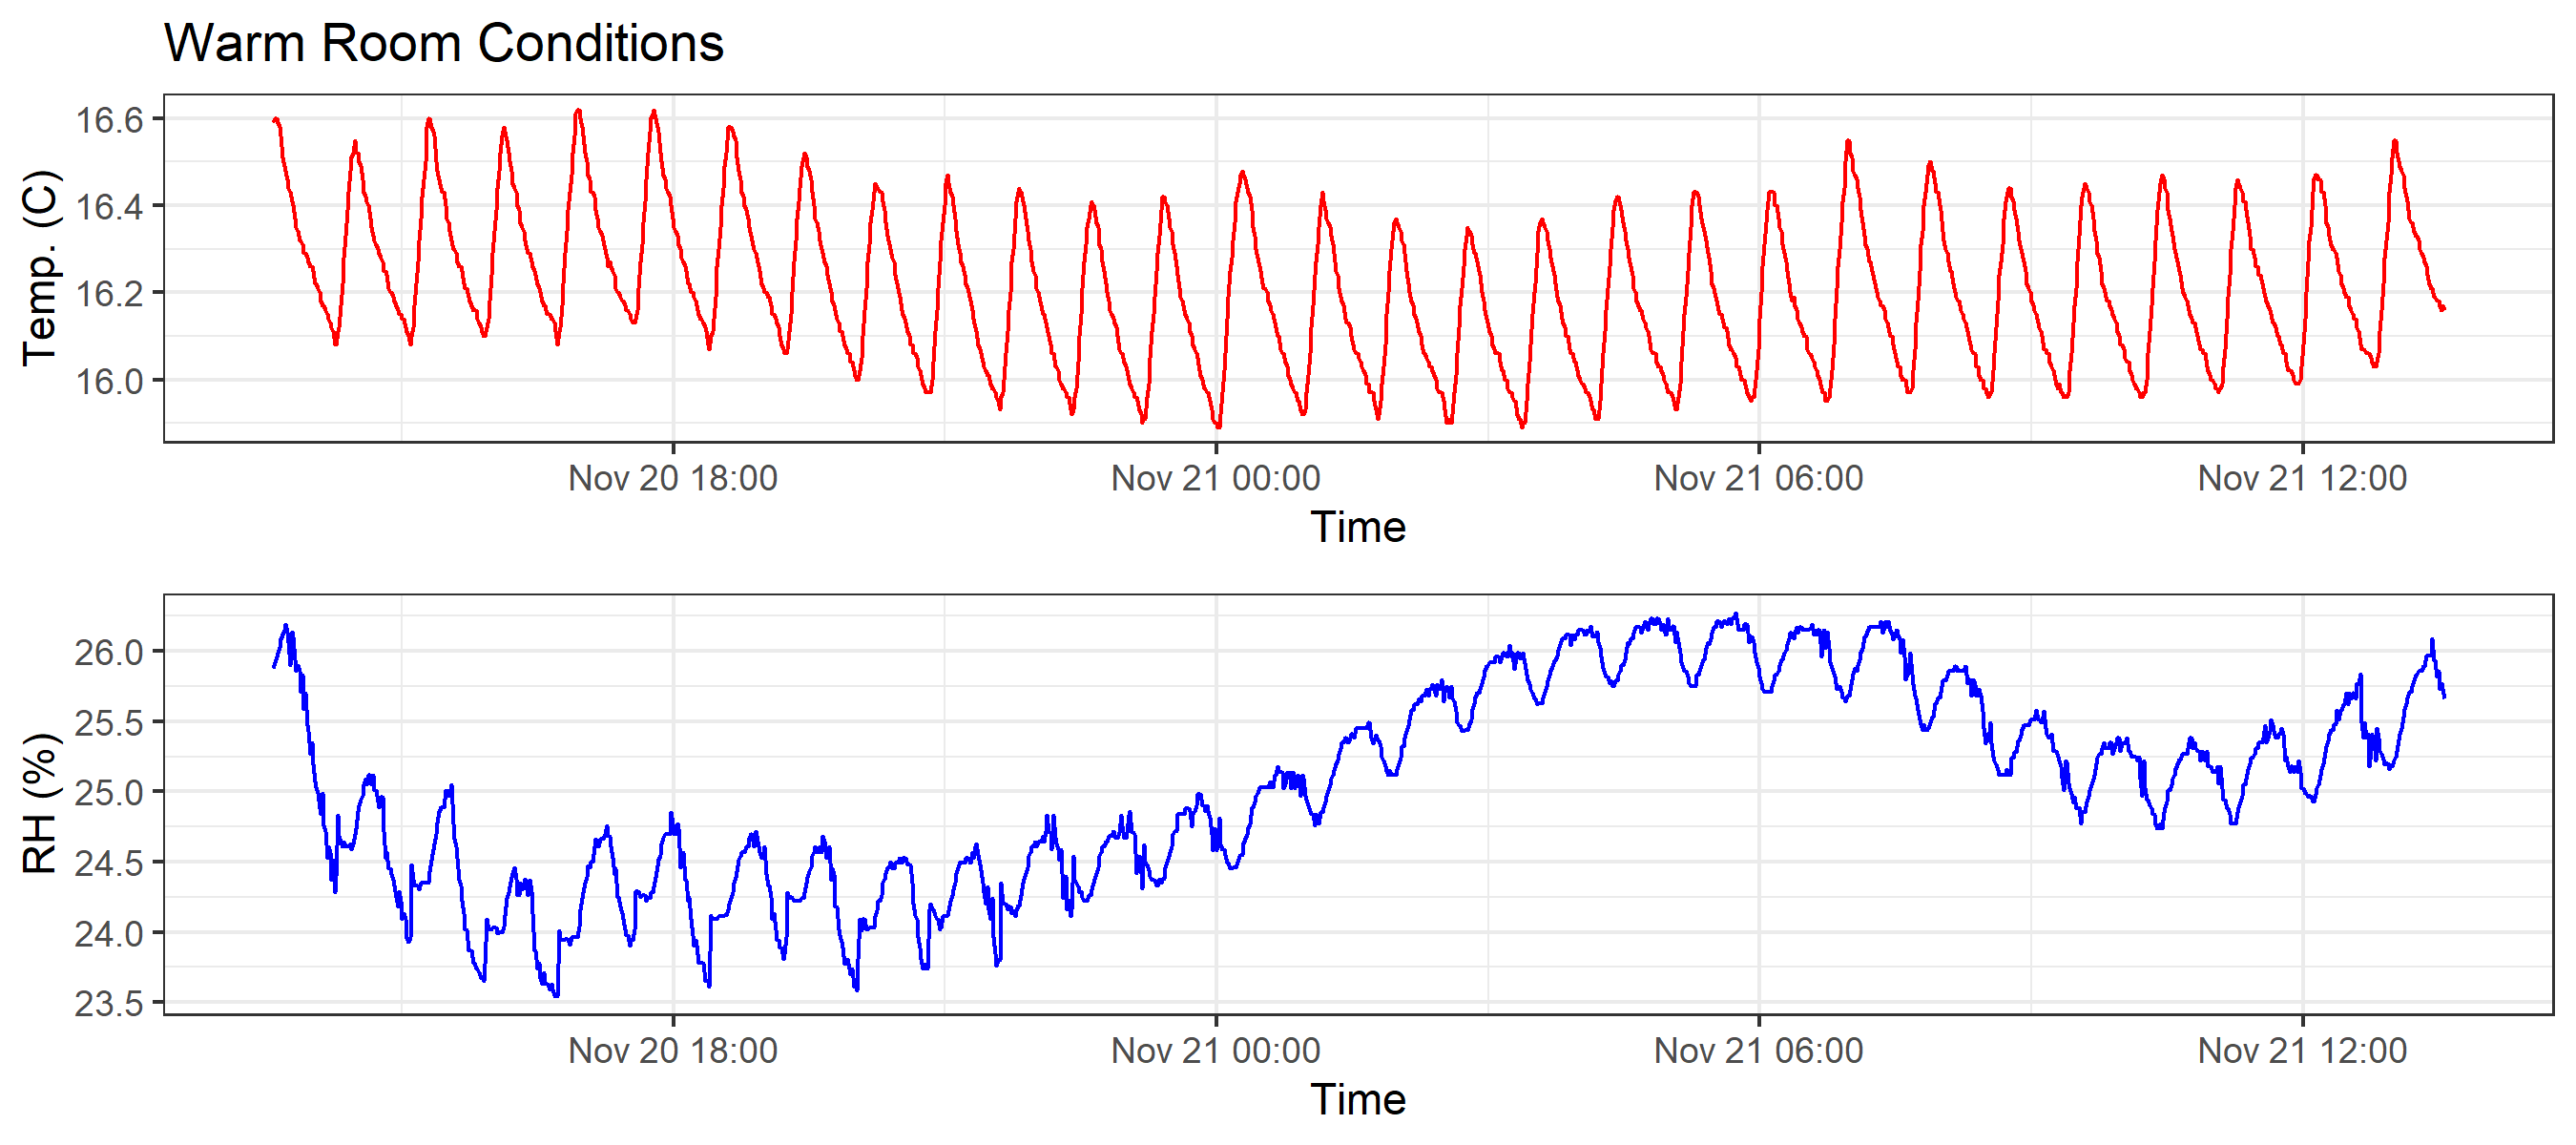 Warm Room Conditions
16.6
16.4
16.2
16.0
Temp. (C)
Nov 20 18:00 Nov 21 00:00 Nov 21 06:00 Nov 21 12:00
Time
26.0
25.5
25.0
24.5
24.0
23.5
RH (%)
Nov 20 18:00 Nov 21 00:00 Nov 21 06:00 Nov 21 12:00
Time